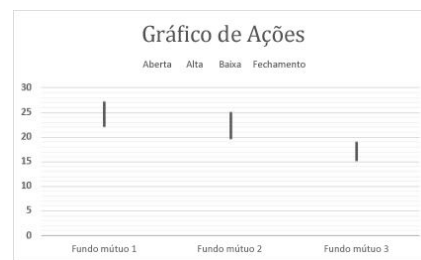 Gráfico de Ações
Aberta Alta Baixa Fechamento
30
25
20
15
10
5
0
Fundo mútuo 1 Fundo mútuo 2 Fundo mútuo 3